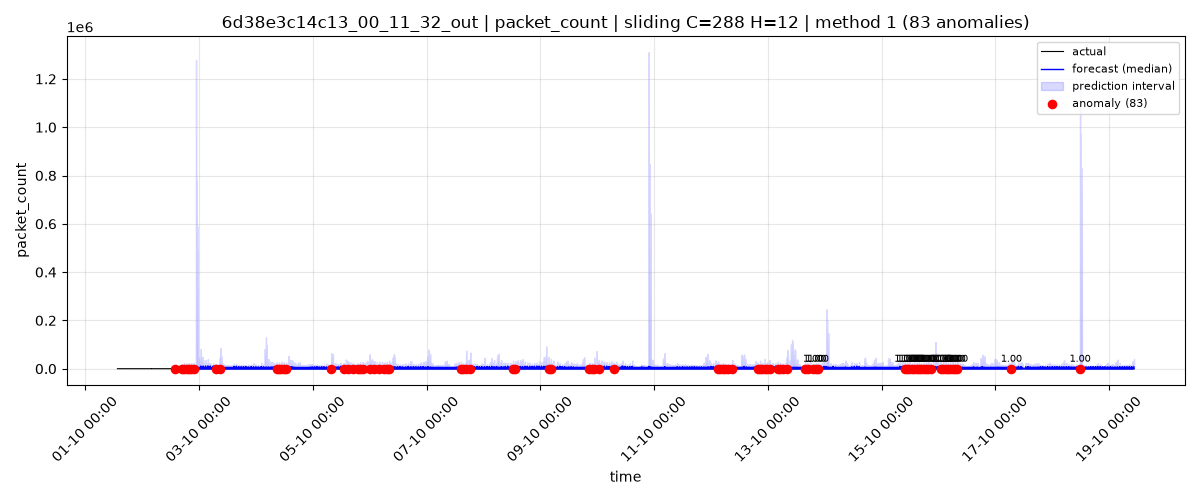 6d38e3c14c13_00_11_32_out | packet_count | sliding C=288 H=12 | method 1 (83 anomalies)
1e6
actual
forecast (median)
prediction interval
anomaly (83)
1.2
1.0
0.8
0.6
0.4
0.2
0.0
packet_count
1.00
1.00
01-10 00:00
03-10 00:00
05-10 00:00
07-10 00:00
09-10 00:00
11-10 00:00
13-10 00:00
15-10 00:00
17-10 00:00
19-10 00:00
time